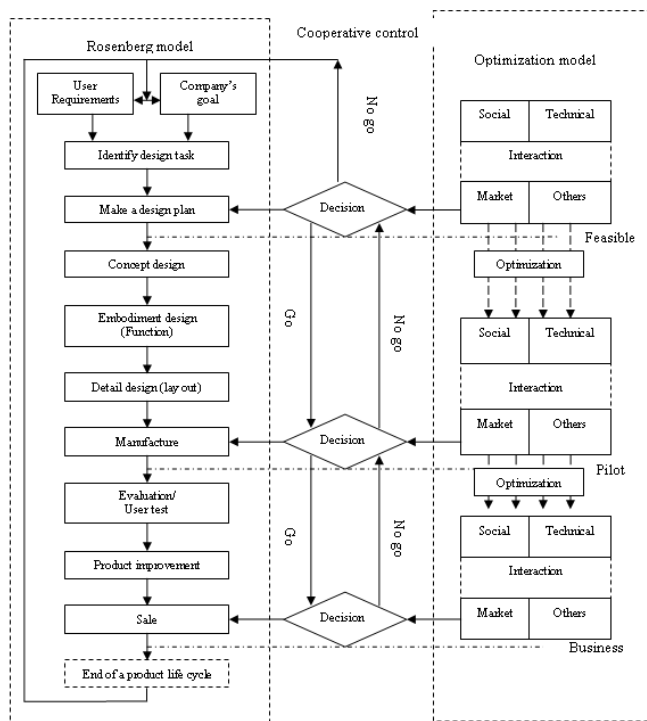 Rosenberg model
Cooperative control
Optimization model
User
Requirements
Company's
goal
Identify design task
Make a design plan
Concept design
Embodiment design
(Function)
Detail design (lay out)
Manufacture
Evaluation/
User test
Product improvement
Sale
End of a product life cycle
No go
Decision
Go
No go
Decision
Go
No go
Decision
Social
Technical
Interaction
Market
Others
Feasible
Optimization
Social
Technical
Interaction
Market
Others
Pilot
Optimization
Social
Technical
Interaction
Market
Others
Business